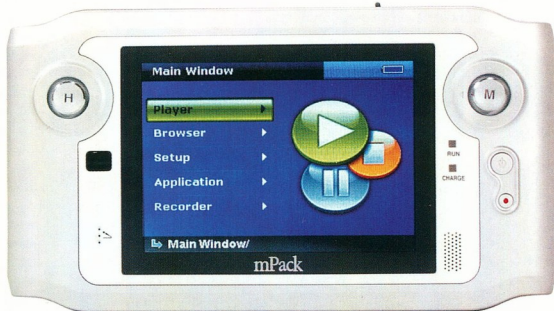 Main Window
H
M
Player
Browser
Setup
Application
Recorder
RUN
CHARGE
Main Window/
mPack